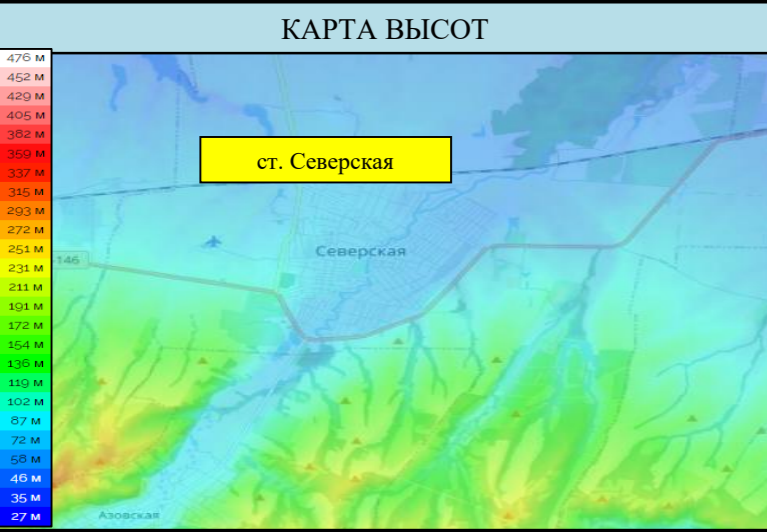 КАРТА ВЫСОТ
476 м
452 м
429 м
405 м
382 м
359 м
337 м
315 м
293 м
272 м
251 м
231 м
211 м
191 м
172 м
154 м
136 м
119 м
102 м
87 м
72 м
58 м
46 м
35 м
27 м
ст. Северская
Северская
146
Азовская